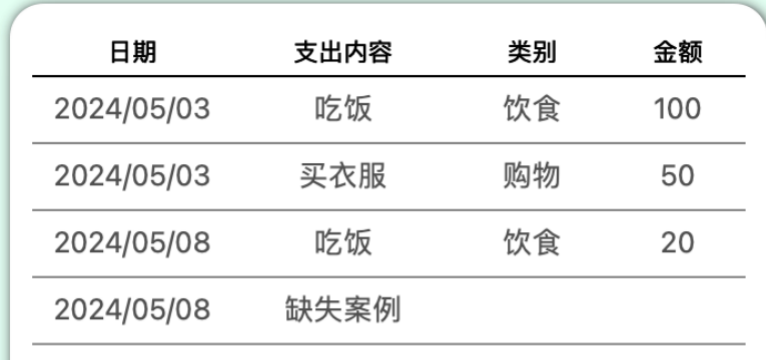 日期 支出内容 类别 金额
2024/05/03 吃饭 饮食 100
2024/05/03 买衣服 购物 50
2024/05/08 吃饭 饮食 20
2024/05/08 缺失案例